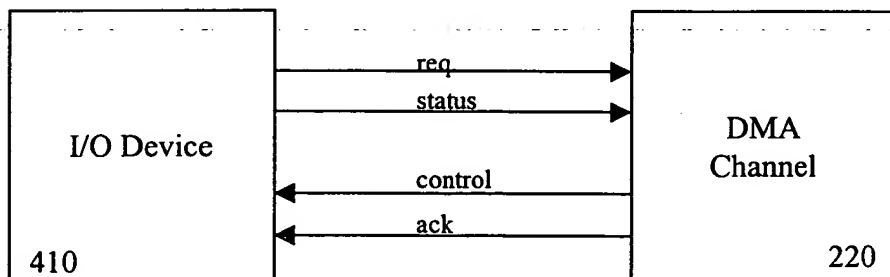 req
status
I/O Device
DMA
Channel
control
ack
410
220